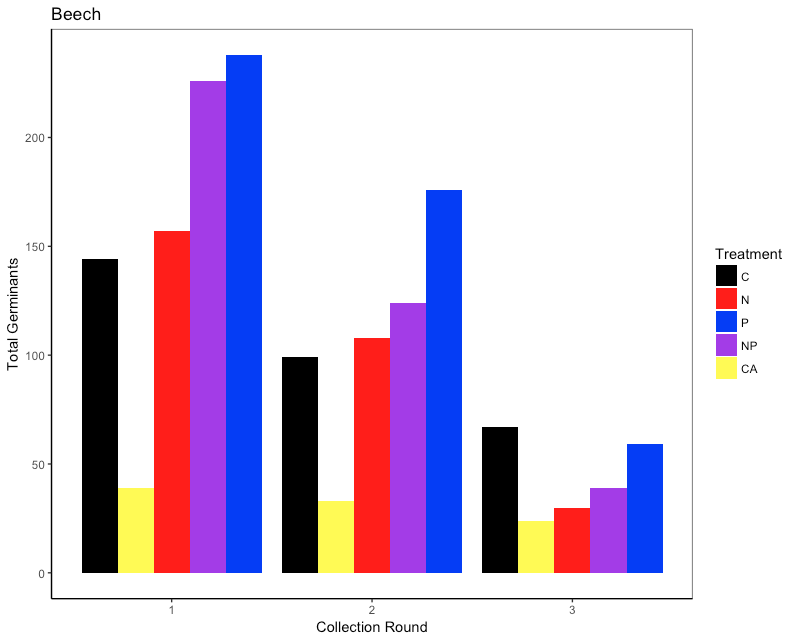 Beech
Total Germinants
200
150
100
50
0
1 2 3
Collection Round
Treatment
C
N
P
NP
CA